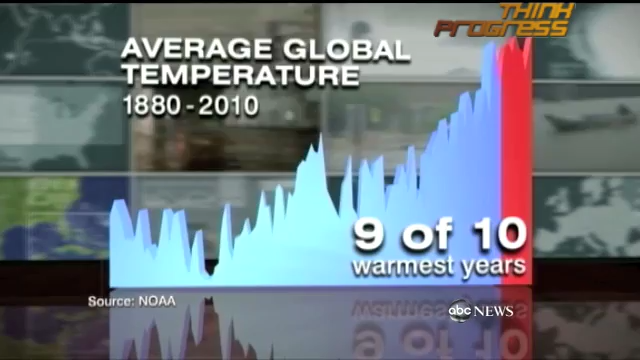 THINK
PROGRESS
AVERAGE GLOBAL
TEMPERATURE
1880-2010
9 of 10
warmest years
Source: NOAA
abc NEWS